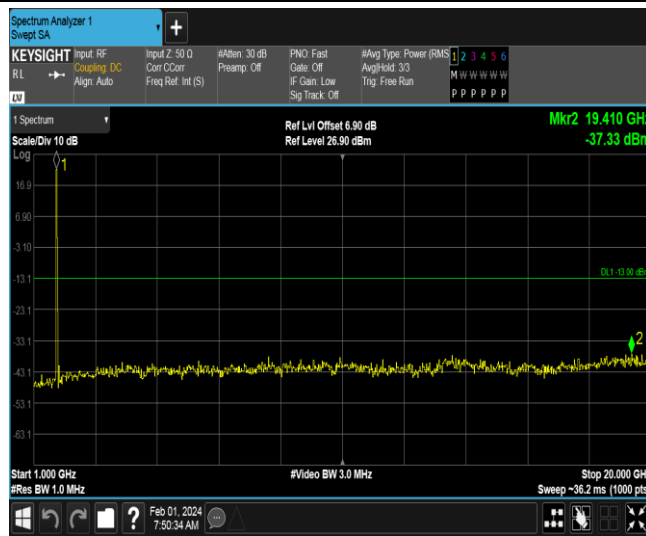 Spectrum Analyzer 1
Swept SA
+
KEYSIGHT
RL
LXI
Input: RF
Coupling: DC
Align: Auto
Input Z: 50 Ω
Corr CCorr
Freq Ref: Int (S)
#Atten: 30 dB
Preamp: Off
PNO: Fast
Gate: Off
IF Gain: Low
Sig Track: Off
#Avg Type: Power (RMS
Avg|Hold: 3/3
Trig: Free Run
1 2 3 4 5 6
M W W W W W
P P P P P P
1 Spectrum
Scale/Div 10 dB
Log
Ref Lvl Offset 6.90 dB
Ref Level 26.90 dBm
Mkr2 19.410 GHz
-37.33 dBm
1
16.9
6.90
-3.10
-13.1
DL1 -13.00 dBm
-23.1
-33.1
2
-43.1
-53.1
-63.1
Start 1.000 GHz
#Res BW 1.0 MHz
#Video BW 3.0 MHz
Stop 20.000 GH
Sweep ~36.2 ms (1000 pts
?
Feb 01, 2024
7:50:34 AM